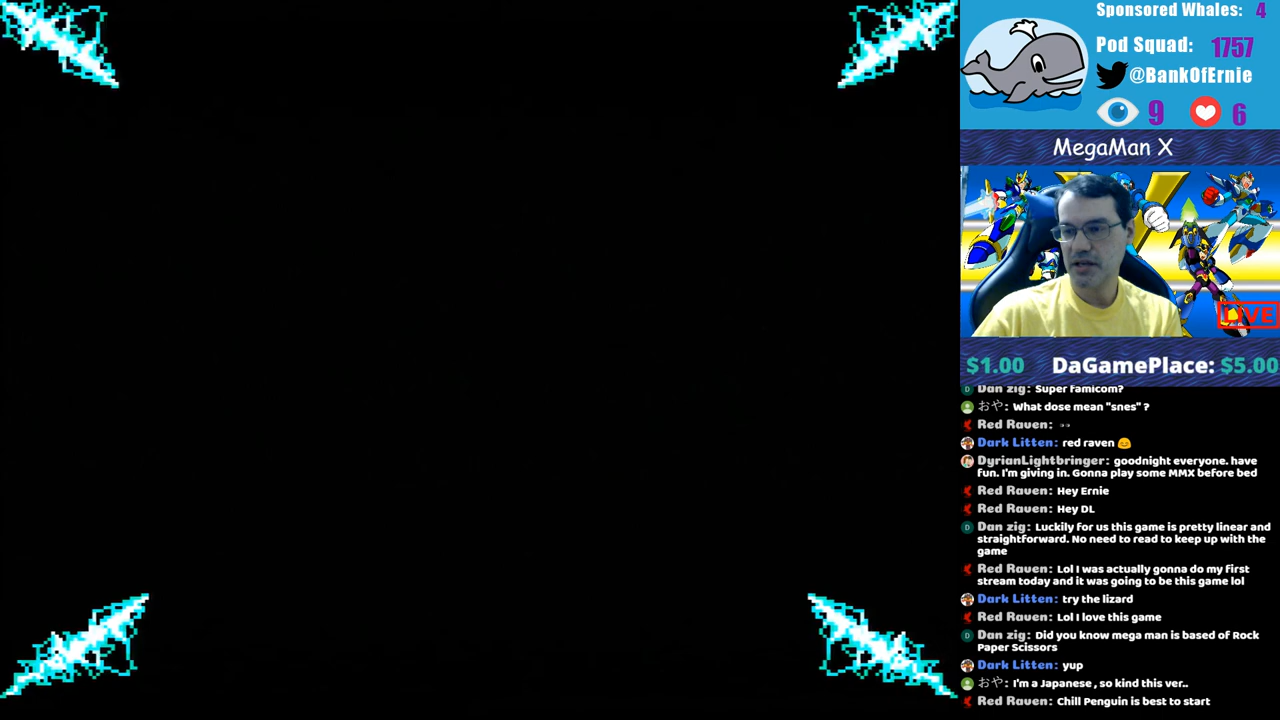 Sponsored Whales: 4
Pod Squad: 1757
@BankOfErnie
9 6
MegaMan X
LIVE
$1.00 DaGamePlace: $5.00
Dan zig: Super famicom?
おや: What dose mean "snes" ?
Red Raven:
Dark Litten: red raven 🤗
DyrianLightbringer: goodnight everyone. have
fun. I'm giving in. Gonna play some MMX before bed
Red Raven: Hey Ernie
Red Raven: Hey DL
Dan zig: Luckily for us this game is pretty linear and
straightforward. No need to read to keep up with the
game
Red Raven: Lol I was actually gonna do my first
stream today and it was going to be this game lol
Dark Litten: try the lizard
Red Raven: Lol I love this game
Dan zig: Did you know mega man is based of Rock
Paper Scissors
Dark Litten: yup
おや: I'm a Japanese , so kind this ver..
Red Raven: Chill Penguin is best to start